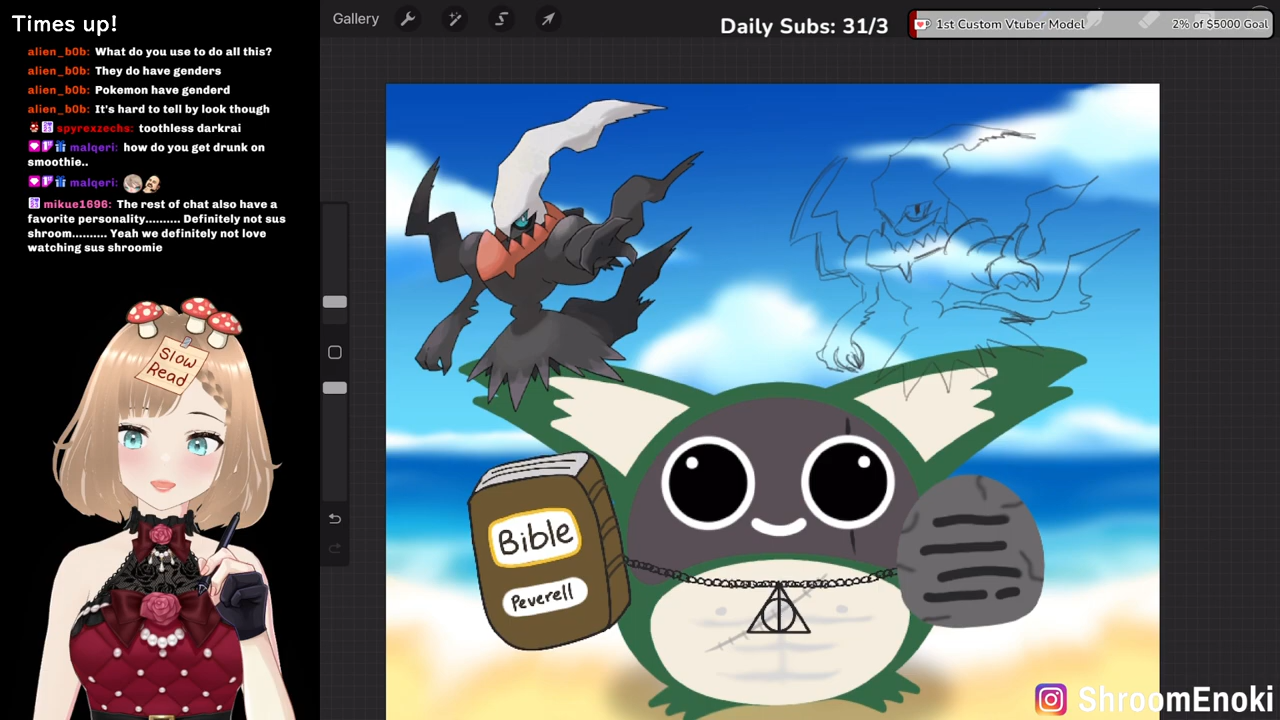 Times up!
alien_b0b: What do you use to do all this?
alien_b0b: They do have genders
alien_b0b: Pokemon have genderd
alien_b0b: It's hard to tell by look though
spyrexzechs: toothless darkrai
malqeri: how do you get drunk on
smoothie..
malqeri:
mikue1696: The rest of chat also have a
favorite personality.......... Definitely not sus
shroom.......... Yeah we definitely not love
watching sus shroomie
Slow
Read
Gallery
Daily Subs: 31/3
1st Custom Vtuber Model
2% of $5000 Goal
Bible
Peverell
ShroomEnoki